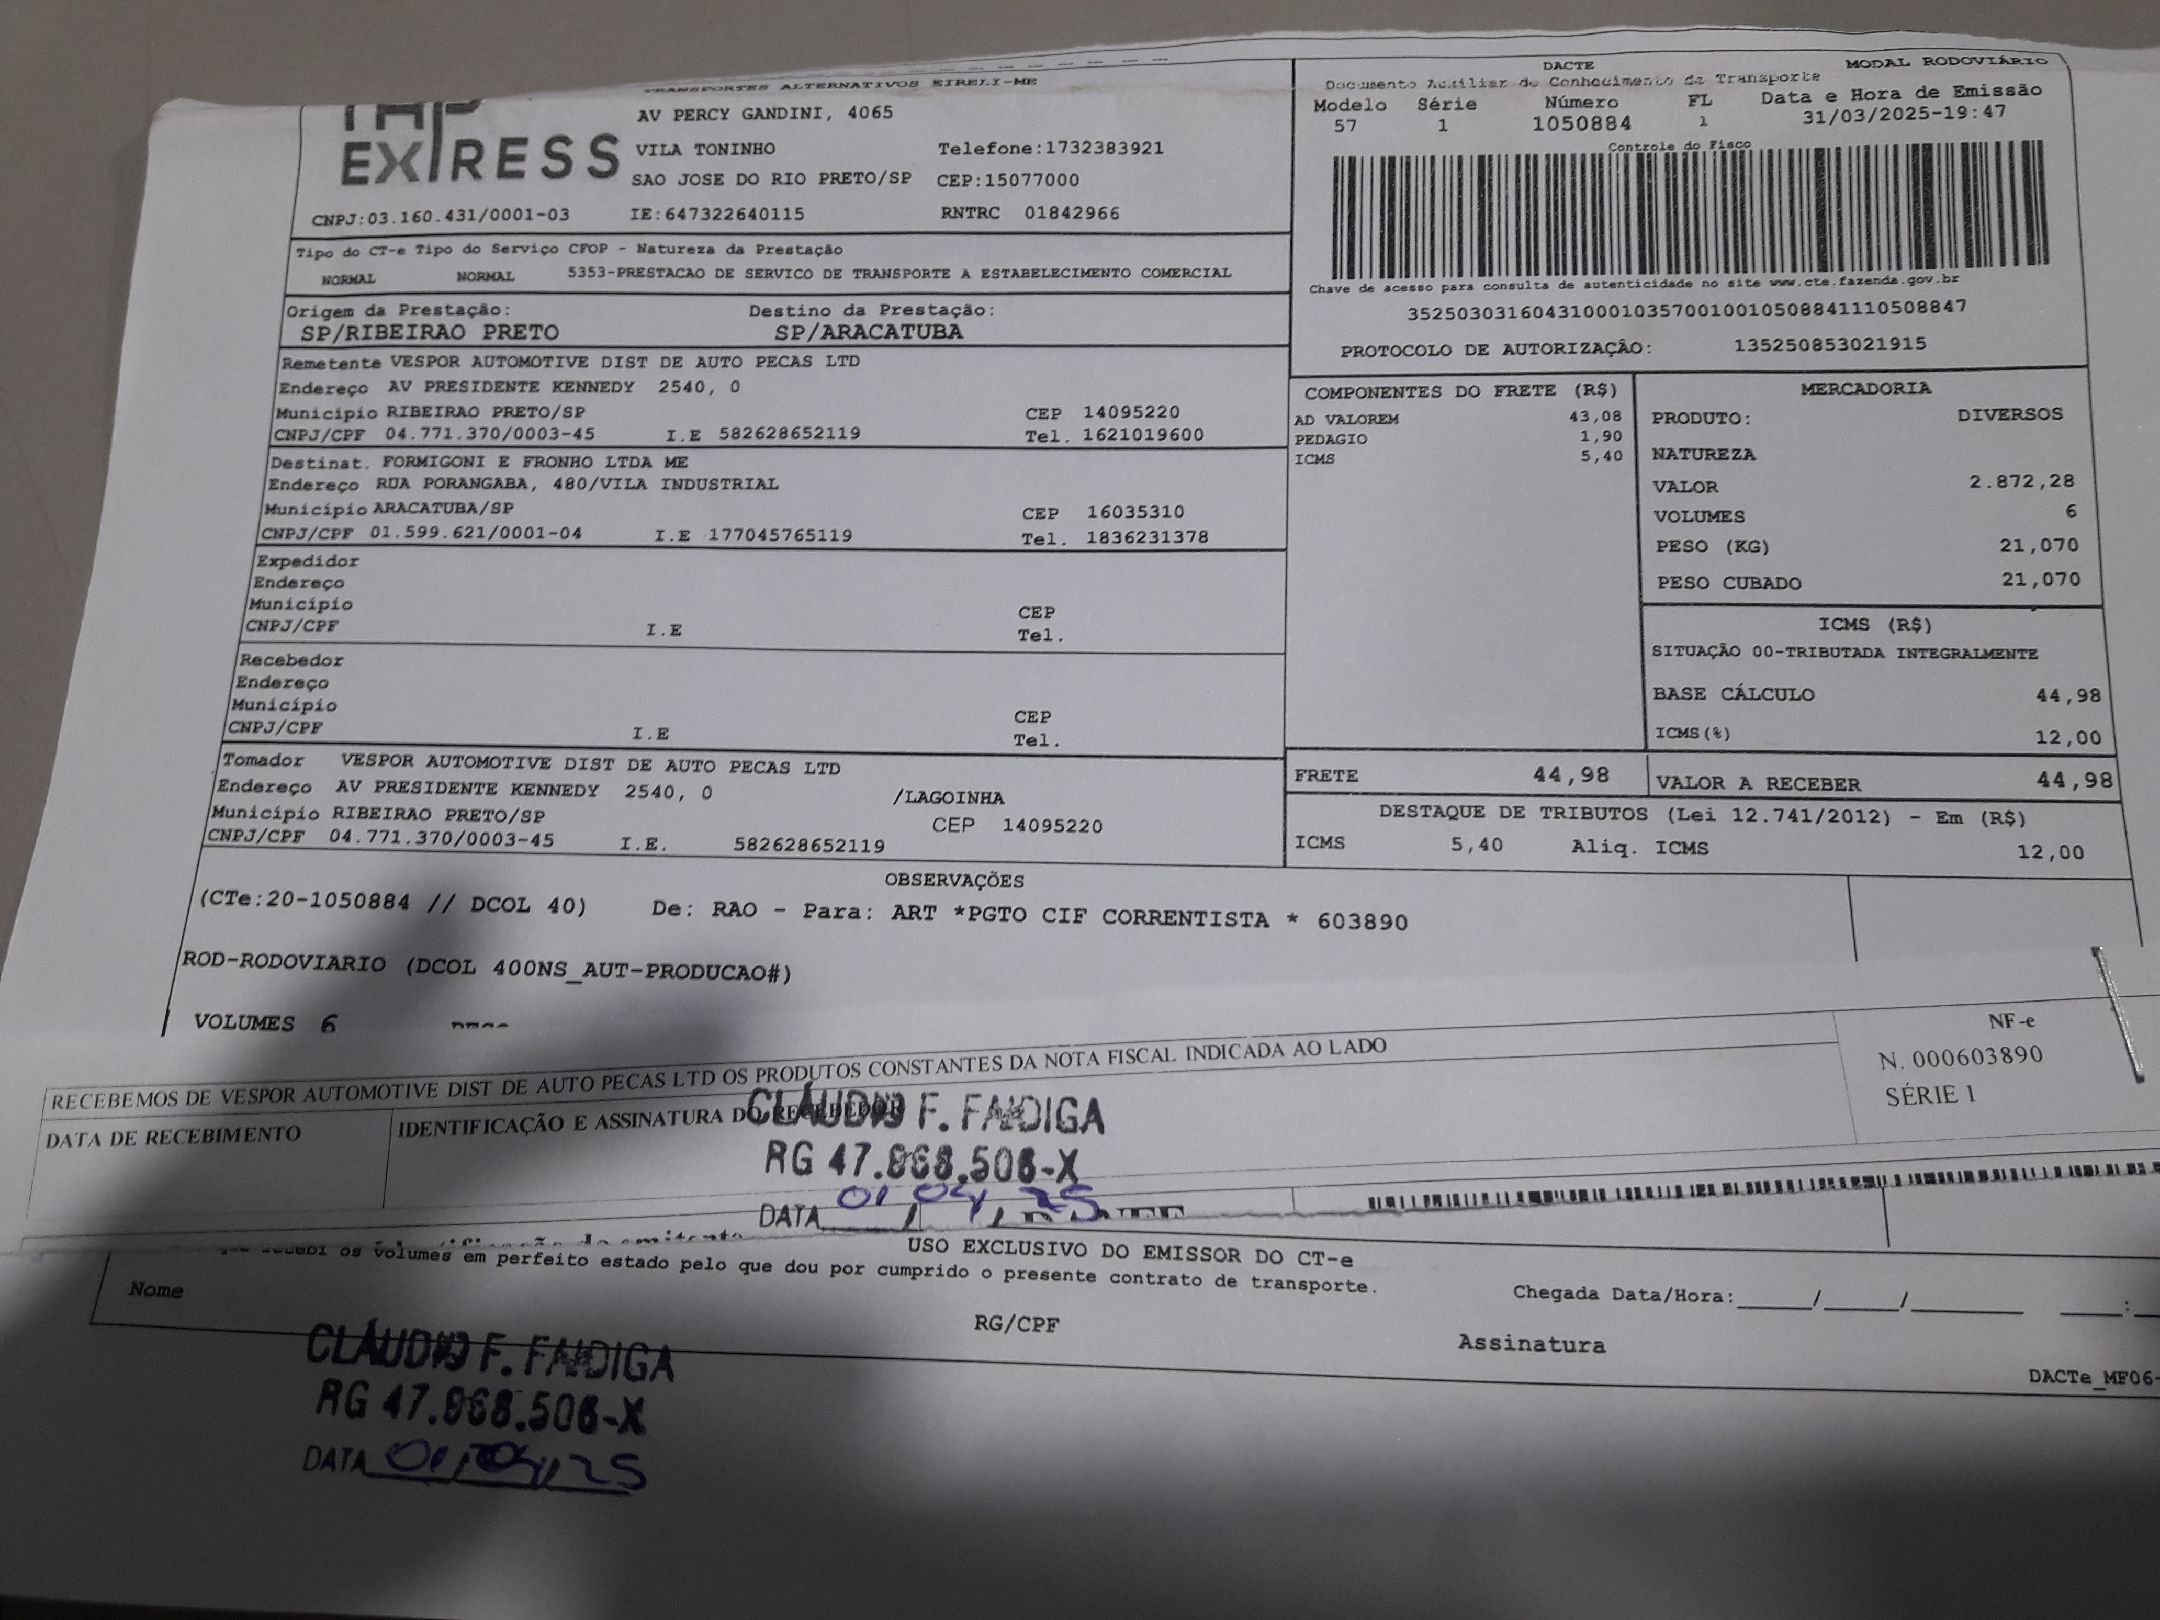 TRANSPORTES ALTERNATIVOS EIRELI-ME
TAP
EXPRESS
AV PERCY GANDINI, 4065
VILA TONINHO Telefone:1732383921
SAO JOSE DO RIO PRETO/SP CEP:15077000
CNPJ:03.160.431/0001-03 IE:647322640115 RNTRC 01842966
DACTE MODAL RODOVIÁRIO
Documento Auxiliar de Conhecimento de Transporte
Modelo Série Número FL Data e Hora de Emissão
57 1 1050884 1 31/03/2025-19:47
Controle do Fisco
Chave de acesso para consulta de autenticidade no site www.cte.fazenda.gov.br
35250303160431000103570010010508841110508847
PROTOCOLO DE AUTORIZAÇÃO: 135250853021915
Tipo do CT-e Tipo do Serviço CFOP - Natureza da Prestação
NORMAL NORMAL 5353-PRESTACAO DE SERVICO DE TRANSPORTE A ESTABELECIMENTO COMERCIAL
Origem da Prestação: Destino da Prestação:
SP/RIBEIRAO PRETO SP/ARACATUBA
Remetente VESPOR AUTOMOTIVE DIST DE AUTO PECAS LTD
Endereço AV PRESIDENTE KENNEDY 2540, 0
Município RIBEIRAO PRETO/SP CEP 14095220
CNPJ/CPF 04.771.370/0003-45 I.E 582628652119 Tel. 1621019600
Destinat. FORMIGONI E FRONHO LTDA ME
Endereço RUA PORANGABA, 480/VILA INDUSTRIAL
Município ARACATUBA/SP CEP 16035310
CNPJ/CPF 01.599.621/0001-04 I.E 177045765119 Tel. 1836231378
Expedidor
Endereço
Município CEP
CNPJ/CPF I.E Tel.
Recebedor
Endereço
Município CEP
CNPJ/CPF I.E Tel.
Tomador VESPOR AUTOMOTIVE DIST DE AUTO PECAS LTD
Endereço AV PRESIDENTE KENNEDY 2540, 0 /LAGOINHA
Município RIBEIRAO PRETO/SP CEP 14095220
CNPJ/CPF 04.771.370/0003-45 I.E. 582628652119
COMPONENTES DO FRETE (R$)
AD VALOREM 43,08
PEDAGIO 1,90
ICMS 5,40
MERCADORIA
PRODUTO: DIVERSOS
NATUREZA
VALOR 2.872,28
VOLUMES 6
PESO (KG) 21,070
PESO CUBADO 21,070
ICMS (R$)
SITUAÇÃO 00-TRIBUTADA INTEGRALMENTE
BASE CÁLCULO 44,98
ICMS(%) 12,00
FRETE 44,98 VALOR A RECEBER 44,98
DESTAQUE DE TRIBUTOS (Lei 12.741/2012) - Em (R$)
ICMS 5,40 Aliq. ICMS 12,00
OBSERVAÇÕES
(CTe:20-1050884 // DCOL 40) De: RAO - Para: ART *PGTO CIF CORRENTISTA * 603890
ROD-RODOVIARIO (DCOL 400NS_AUT-PRODUCAO#)
VOLUMES 6
RECEBEMOS DE VESPOR AUTOMOTIVE DIST DE AUTO PECAS LTD OS PRODUTOS CONSTANTES DA NOTA FISCAL INDICADA AO LADO
NF-e
N. 000603890
SÉRIE 1
DATA DE RECEBIMENTO IDENTIFICAÇÃO E ASSINATURA DO RECEBEDOR
CLÁUDIO F. FAIDIGA
RG 47.868.506-X
DATA 01/04/25
recebi os volumes em perfeito estado pelo que dou por cumprido o presente contrato de transporte.
USO EXCLUSIVO DO EMISSOR DO CT-e
Nome RG/CPF Assinatura
Chegada Data/Hora:_____/_____/_______ ____:
DACTe_MF06-
CLÁUDIO F. FAIDIGA
RG 47.868.506-X
DATA 01/04/25